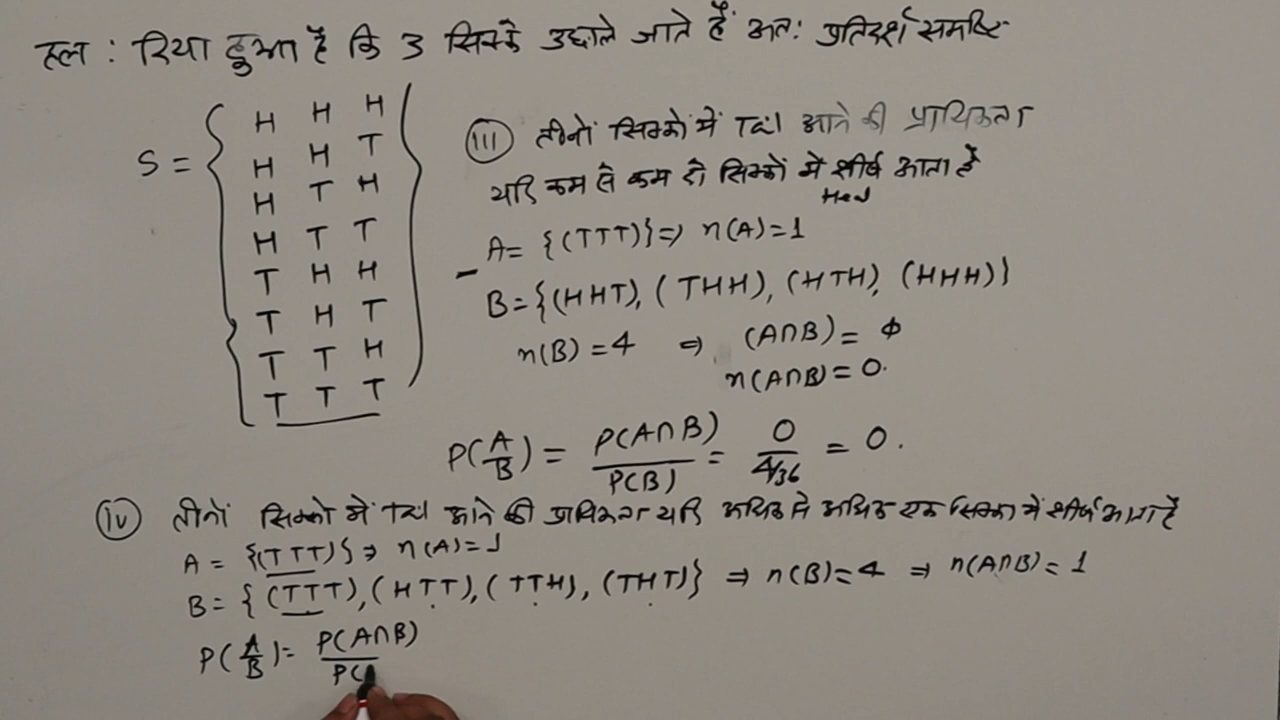 हल : दिया हुआ है कि 3 सिक्के उछाले जाते हैं अतः प्रतिदर्श समष्टि
S = { H H H
H H T
H T H
H T T
T H H
T H T
T T H
T T T }
(iii) तीनों सिक्कों में Tail आने की प्रायिकता
यदि कम से कम दो सिक्कों में शीर्ष आता है
Head
A = {(TTT)} ⇒ n(A) = 1
B = {(HHT), (THH), (HTH), (HHH)}
n(B) = 4 ⇒ (A∩B) = ϕ
n(A∩B) = 0.
P(A/B) = P(A∩B)/P(B) = 0/4/36 = 0.
(iv) तीनों सिक्कों में Tail आने की प्रायिकता यदि अधिक से अधिक एक सिक्का में शीर्ष आता है
A = {(TTT)} ⇒ n(A) = 1
B = {(TTT), (HTT), (TTH), (THT)} ⇒ n(B) = 4 ⇒ n(A∩B) = 1
P(A/B) = P(A∩B)/P(